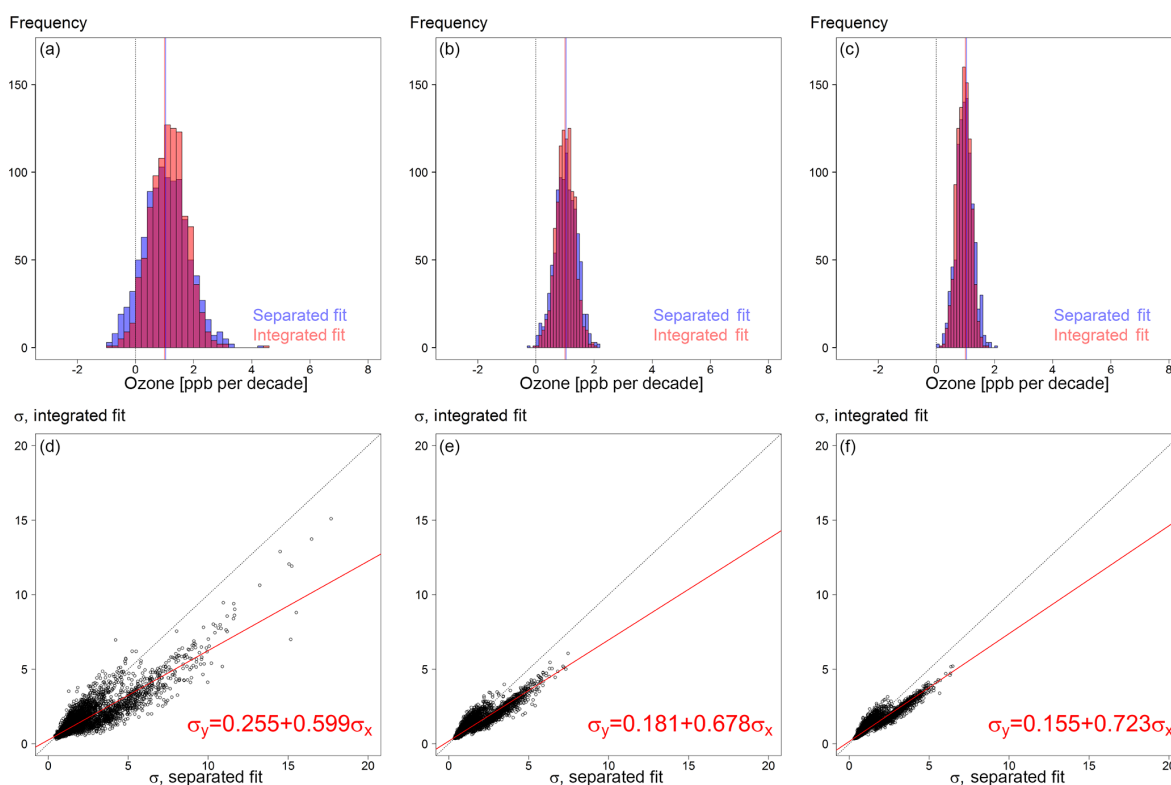 Frequency
(a)
150
100
50
0
Separated fit
Integrated fit
-2 0 2 4 6 8
Ozone [ppb per decade]
Frequency
(b)
150
100
50
0
Separated fit
Integrated fit
-2 0 2 4 6 8
Ozone [ppb per decade]
Frequency
(c)
150
100
50
0
Separated fit
Integrated fit
-2 0 2 4 6 8
Ozone [ppb per decade]
σ, integrated fit
(d)
20
15
10
5
0
σy=0.255+0.599σx
0 5 10 15 20
σ, separated fit
σ, integrated fit
(e)
20
15
10
5
0
σy=0.181+0.678σx
0 5 10 15 20
σ, separated fit
σ, integrated fit
(f)
20
15
10
5
0
σy=0.155+0.723σx
0 5 10 15 20
σ, separated fit